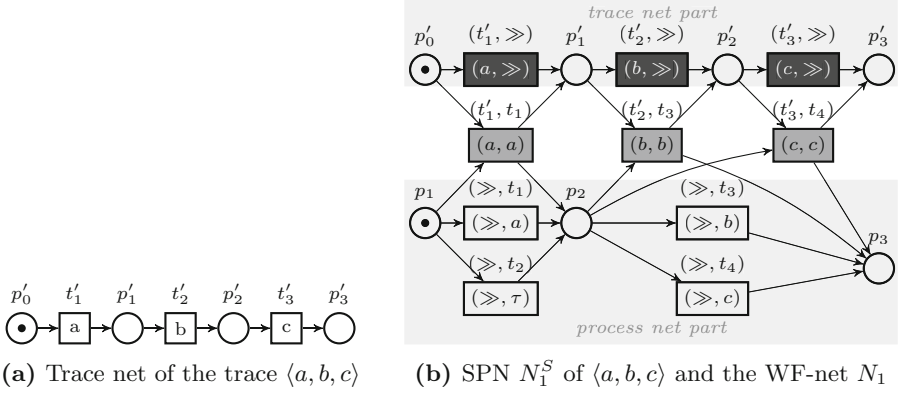 trace net part
p′₀ (t′₁, ≫) p′₁ (t′₂, ≫) p′₂ (t′₃, ≫) p′₃
(a, ≫) (b, ≫) (c, ≫)
(t′₁, t₁) (t′₂, t₃) (t′₃, t₄)
(a, a) (b, b) (c, c)
p₁ (≫, t₁) p₂ (≫, t₃)
(≫, a) (≫, b)
p₃
(≫, t₂) (≫, t₄)
(≫, τ) (≫, c)
process net part
p′₀ t′₁ p′₁ t′₂ p′₂ t′₃ p′₃
a b c
(a) Trace net of the trace ⟨a, b, c⟩
(b) SPN N₁ˢ of ⟨a, b, c⟩ and the WF-net N₁